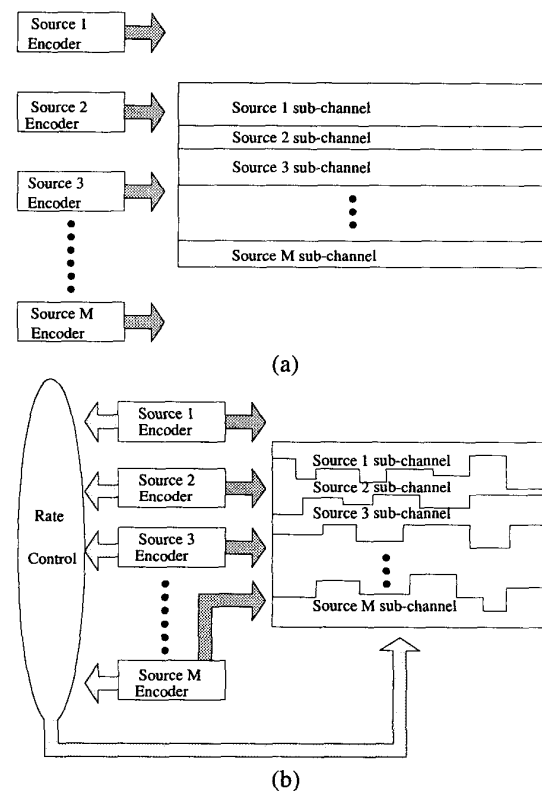 Source 1
Encoder
Source 2
Encoder
Source 3
Encoder
Source M
Encoder
Source 1 sub-channel
Source 2 sub-channel
Source 3 sub-channel
Source M sub-channel
(a)
Rate
Control
Source 1
Encoder
Source 2
Encoder
Source 3
Encoder
Source M
Encoder
Source 1 sub-channel
Source 2 sub-channel
Source 3 sub-channel
Source M sub-channel
(b)